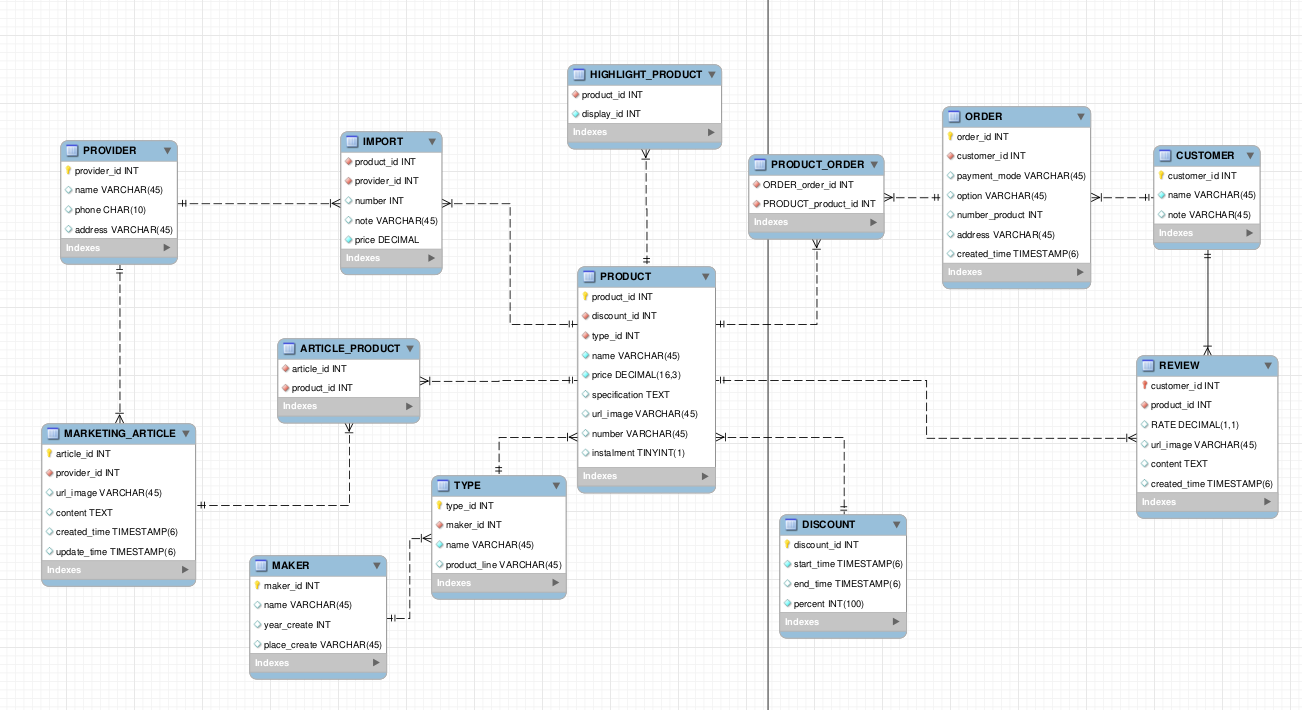 HIGHLIGHT_PRODUCT
product_id INT
display_id INT
Indexes
ORDER
order_id INT
customer_id INT
payment_mode VARCHAR(45)
option VARCHAR(45)
number_product INT
address VARCHAR(45)
created_time TIMESTAMP(6)
Indexes
IMPORT
product_id INT
provider_id INT
number INT
note VARCHAR(45)
price DECIMAL
Indexes
PROVIDER
provider_id INT
name VARCHAR(45)
phone CHAR(10)
address VARCHAR(45)
Indexes
CUSTOMER
customer_id INT
name VARCHAR(45)
note VARCHAR(45)
Indexes
PRODUCT_ORDER
ORDER_order_id INT
PRODUCT_product_id INT
Indexes
PRODUCT
product_id INT
discount_id INT
type_id INT
name VARCHAR(45)
price DECIMAL(16,3)
specification TEXT
url_image VARCHAR(45)
number VARCHAR(45)
instalment TINYINT(1)
Indexes
ARTICLE_PRODUCT
article_id INT
product_id INT
Indexes
REVIEW
customer_id INT
product_id INT
RATE DECIMAL(1,1)
url_image VARCHAR(45)
content TEXT
created_time TIMESTAMP(6)
Indexes
MARKETING_ARTICLE
article_id INT
provider_id INT
url_image VARCHAR(45)
content TEXT
created_time TIMESTAMP(6)
update_time TIMESTAMP(6)
Indexes
TYPE
type_id INT
maker_id INT
name VARCHAR(45)
product_line VARCHAR(45)
Indexes
DISCOUNT
discount_id INT
start_time TIMESTAMP(6)
end_time TIMESTAMP(6)
percent INT(100)
Indexes
MAKER
maker_id INT
name VARCHAR(45)
year_create INT
place_create VARCHAR(45)
Indexes